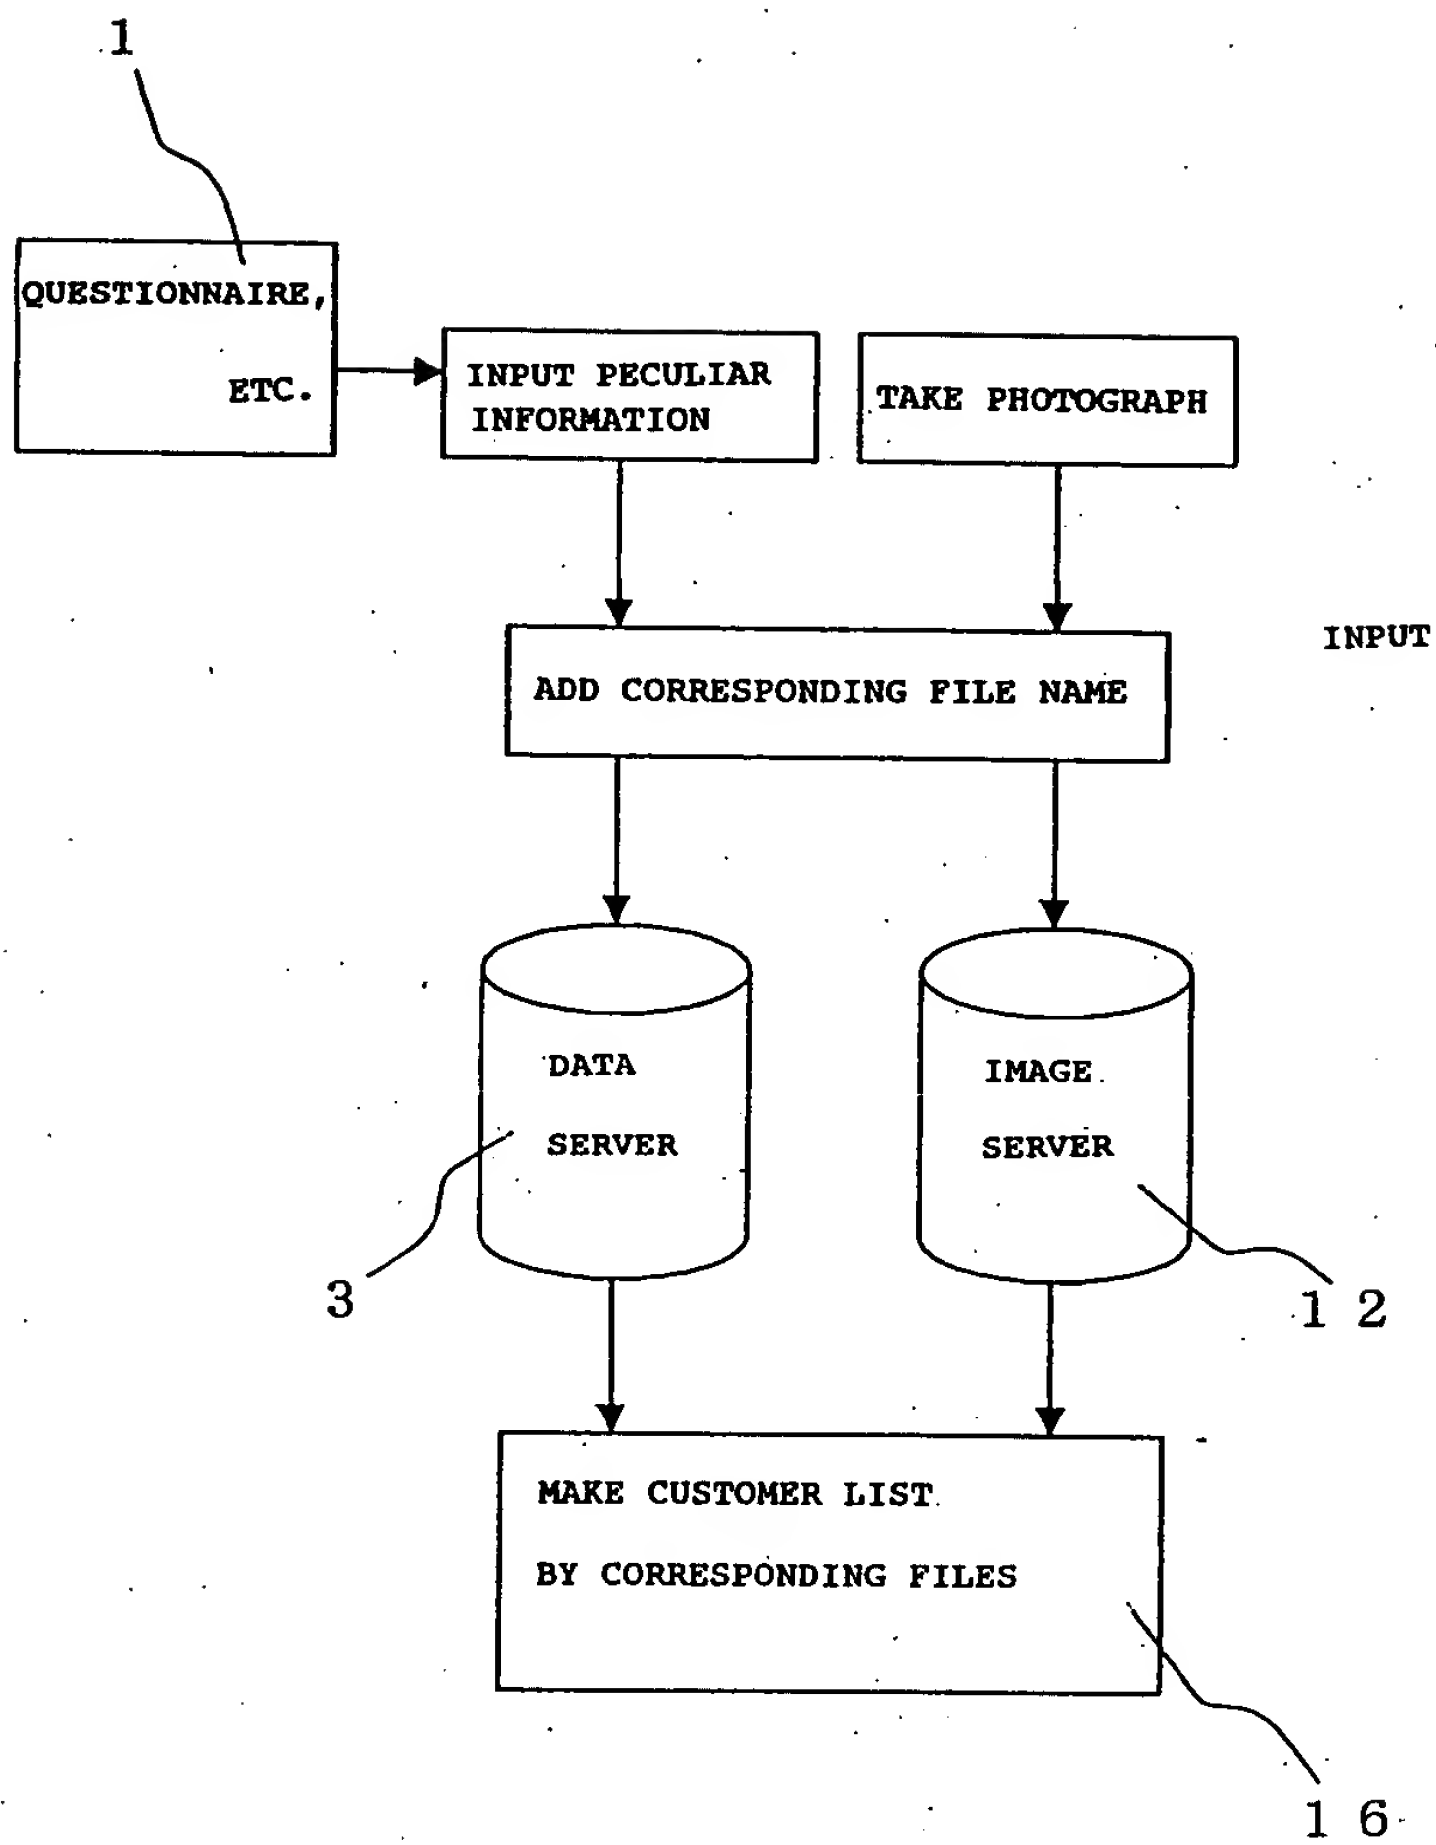 1
QUESTIONNAIRE,
ETC.
INPUT PECULIAR
INFORMATION
TAKE PHOTOGRAPH
INPUT
ADD CORRESPONDING FILE NAME
DATA
SERVER
IMAGE
SERVER
3
1 2
MAKE CUSTOMER LIST
BY CORRESPONDING FILES
1 6